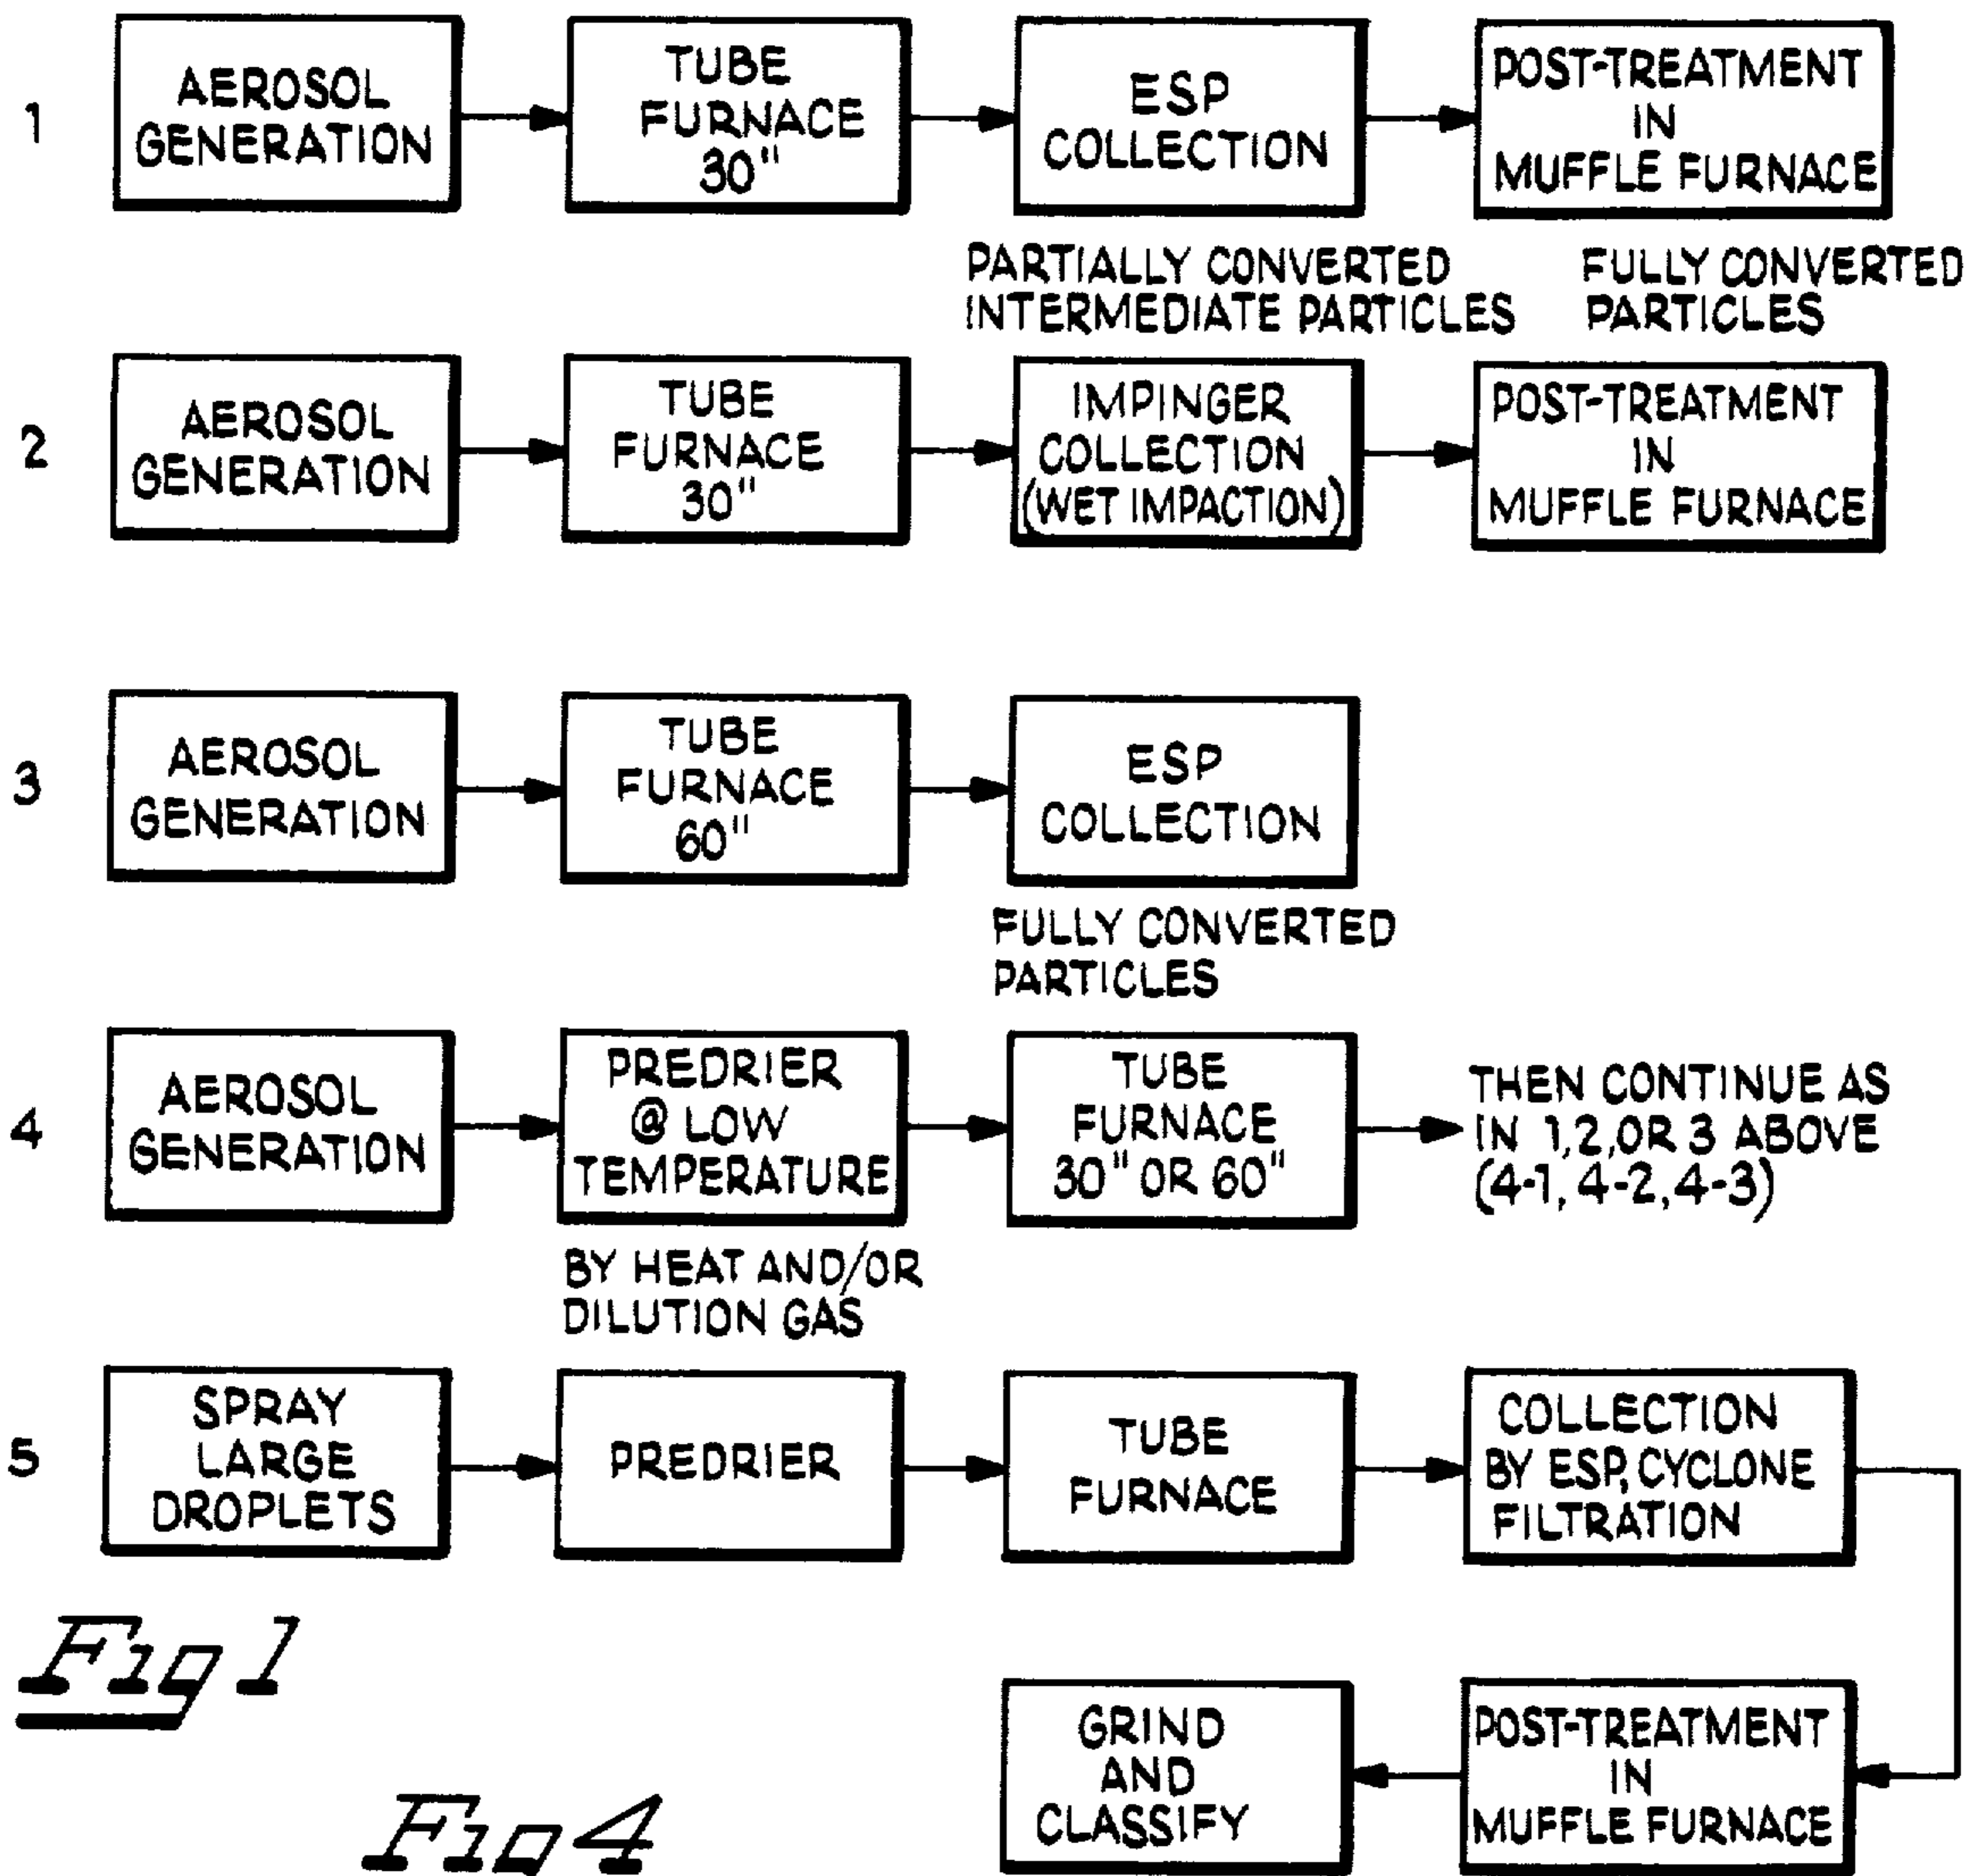 1
AEROSOL
GENERATION
TUBE
FURNACE
30"
ESP
COLLECTION
POST-TREATMENT
IN
MUFFLE FURNACE
PARTIALLY CONVERTED
INTERMEDIATE PARTICLES
FULLY CONVERTED
PARTICLES
2
AEROSOL
GENERATION
TUBE
FURNACE
30"
IMPINGER
COLLECTION
(WET IMPACTION)
POST-TREATMENT
IN
MUFFLE FURNACE
3
AEROSOL
GENERATION
TUBE
FURNACE
60"
ESP
COLLECTION
FULLY CONVERTED
PARTICLES
4
AEROSOL
GENERATION
PREDRIER
@ LOW
TEMPERATURE
TUBE
FURNACE
30" OR 60"
THEN CONTINUE AS
IN 1,2,OR 3 ABOVE
(4-1, 4-2, 4-3)
BY HEAT AND/OR
DILUTION GAS
5
SPRAY
LARGE
DROPLETS
PREDRIER
TUBE
FURNACE
COLLECTION
BY ESP, CYCLONE
FILTRATION
Fig 1
GRIND
AND
CLASSIFY
POST-TREATMENT
IN
MUFFLE FURNACE
Fig 4